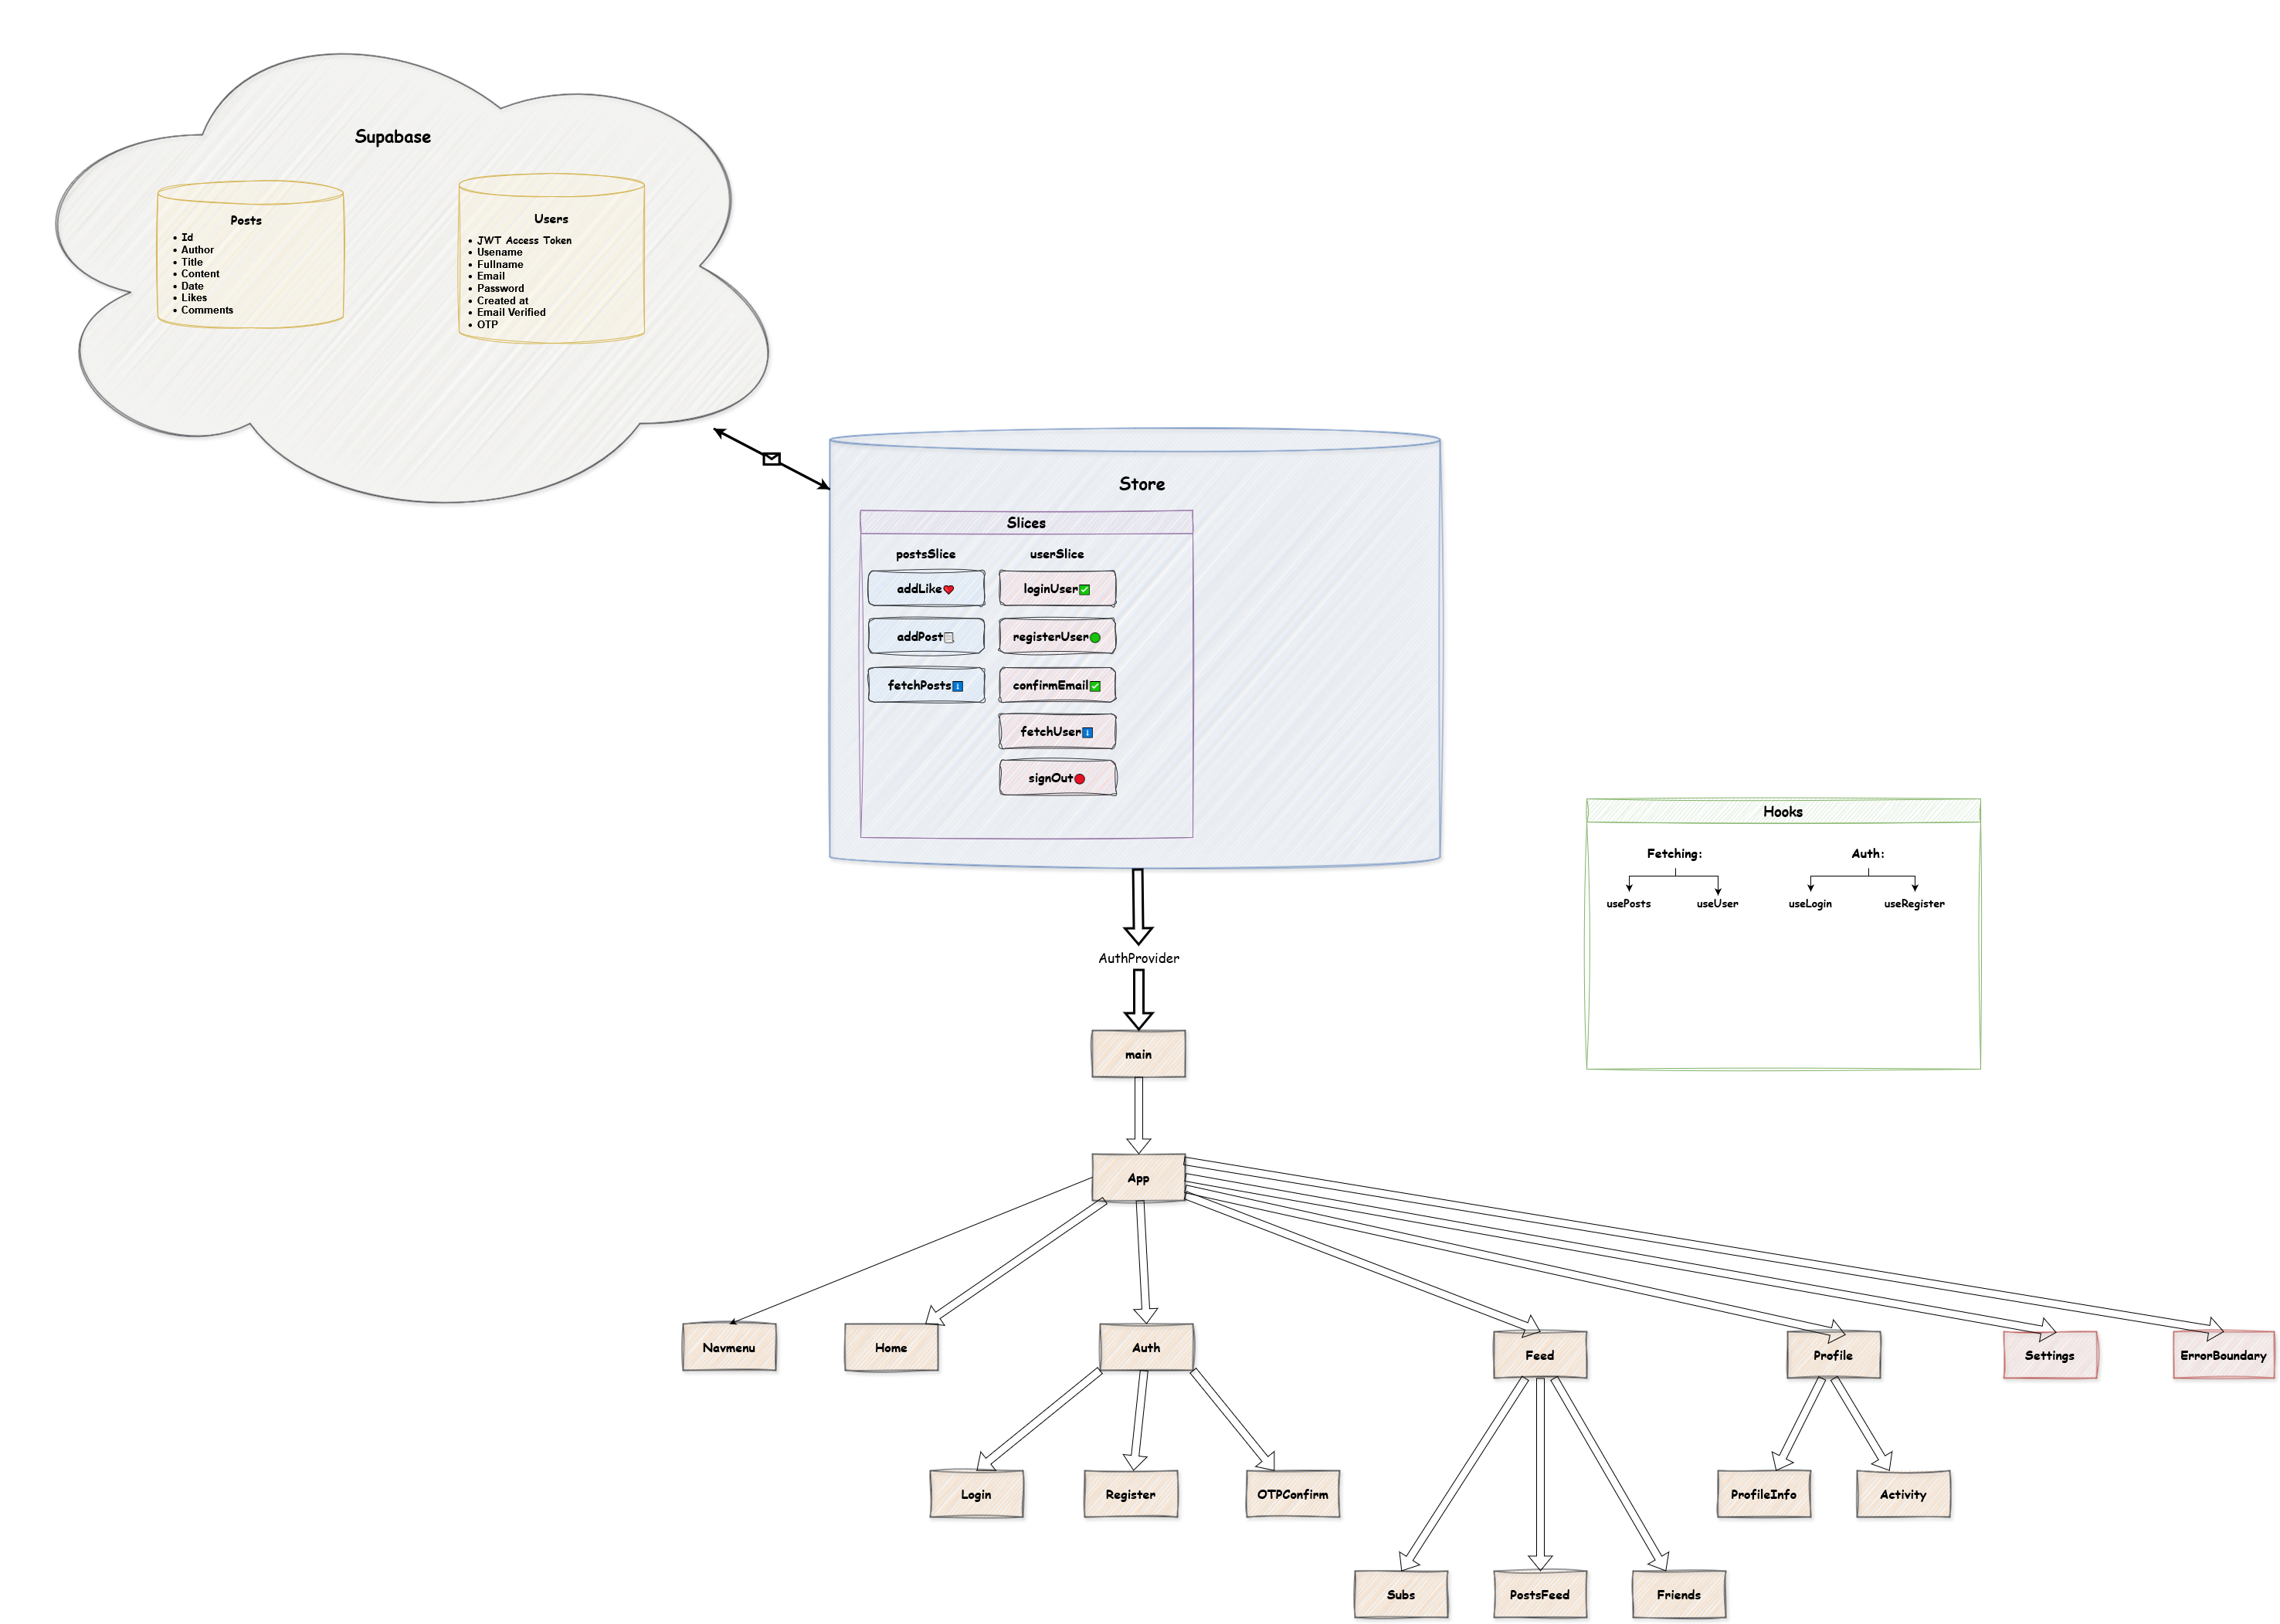 Supabase
Posts
Id
Author
Title
Content
Date
Likes
Comments
Users
JWT Access Token
Usename
Fullname
Email
Password
Created at
Email Verified
OTP
Store
Slices
postsSlice
userSlice
addLike❤️
loginUser✅
addPost
registerUser🟢
fetchPosts
confirmEmail✅
fetchUser
signOut🔴
Hooks
Fetching:
Auth:
usePosts
useUser
useLogin
useRegister
AuthProvider
main
App
Navmenu
Home
Auth
Feed
Profile
Settings
ErrorBoundary
Login
Register
OTPConfirm
ProfileInfo
Activity
Subs
PostsFeed
Friends